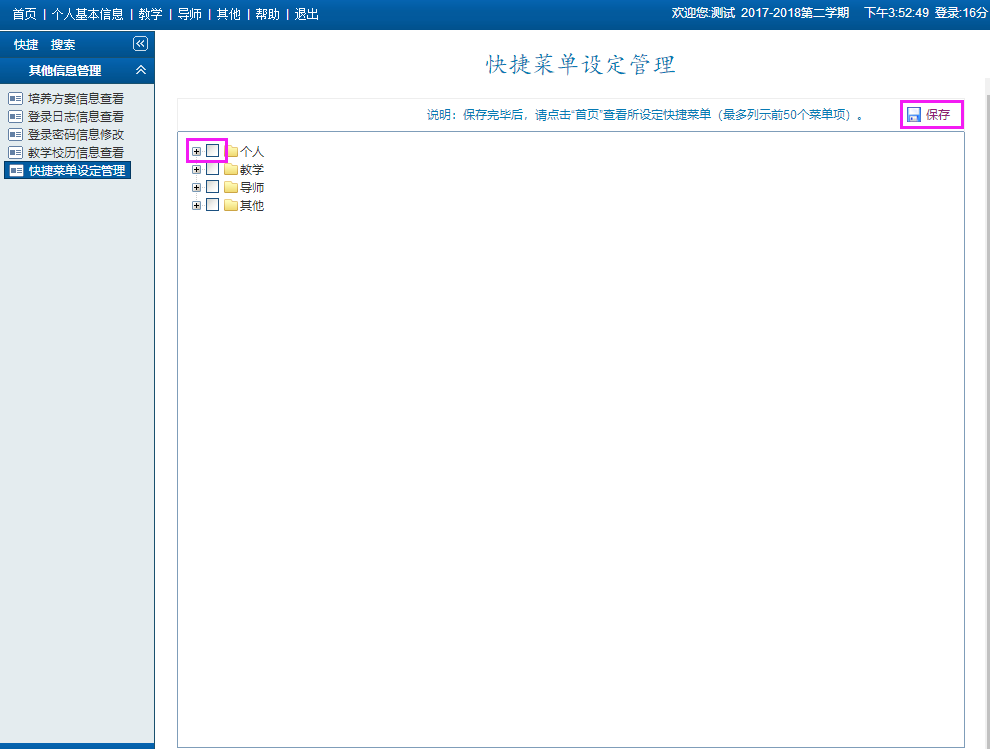 首页 | 个人基本信息 | 教学 | 导师 | 其他 | 帮助 | 退出
欢迎您:测试 2017-2018第二学期 下午3:52:49 登录:16分
快捷 搜索
其他信息管理
培养方案信息查看
登录日志信息查看
登录密码信息修改
教学校历信息查看
快捷菜单设定管理
快捷菜单设定管理
说明：保存完毕后，请点击“首页”查看所设定快捷菜单（最多列示前50个菜单项）。
保存
个人
教学
导师
其他